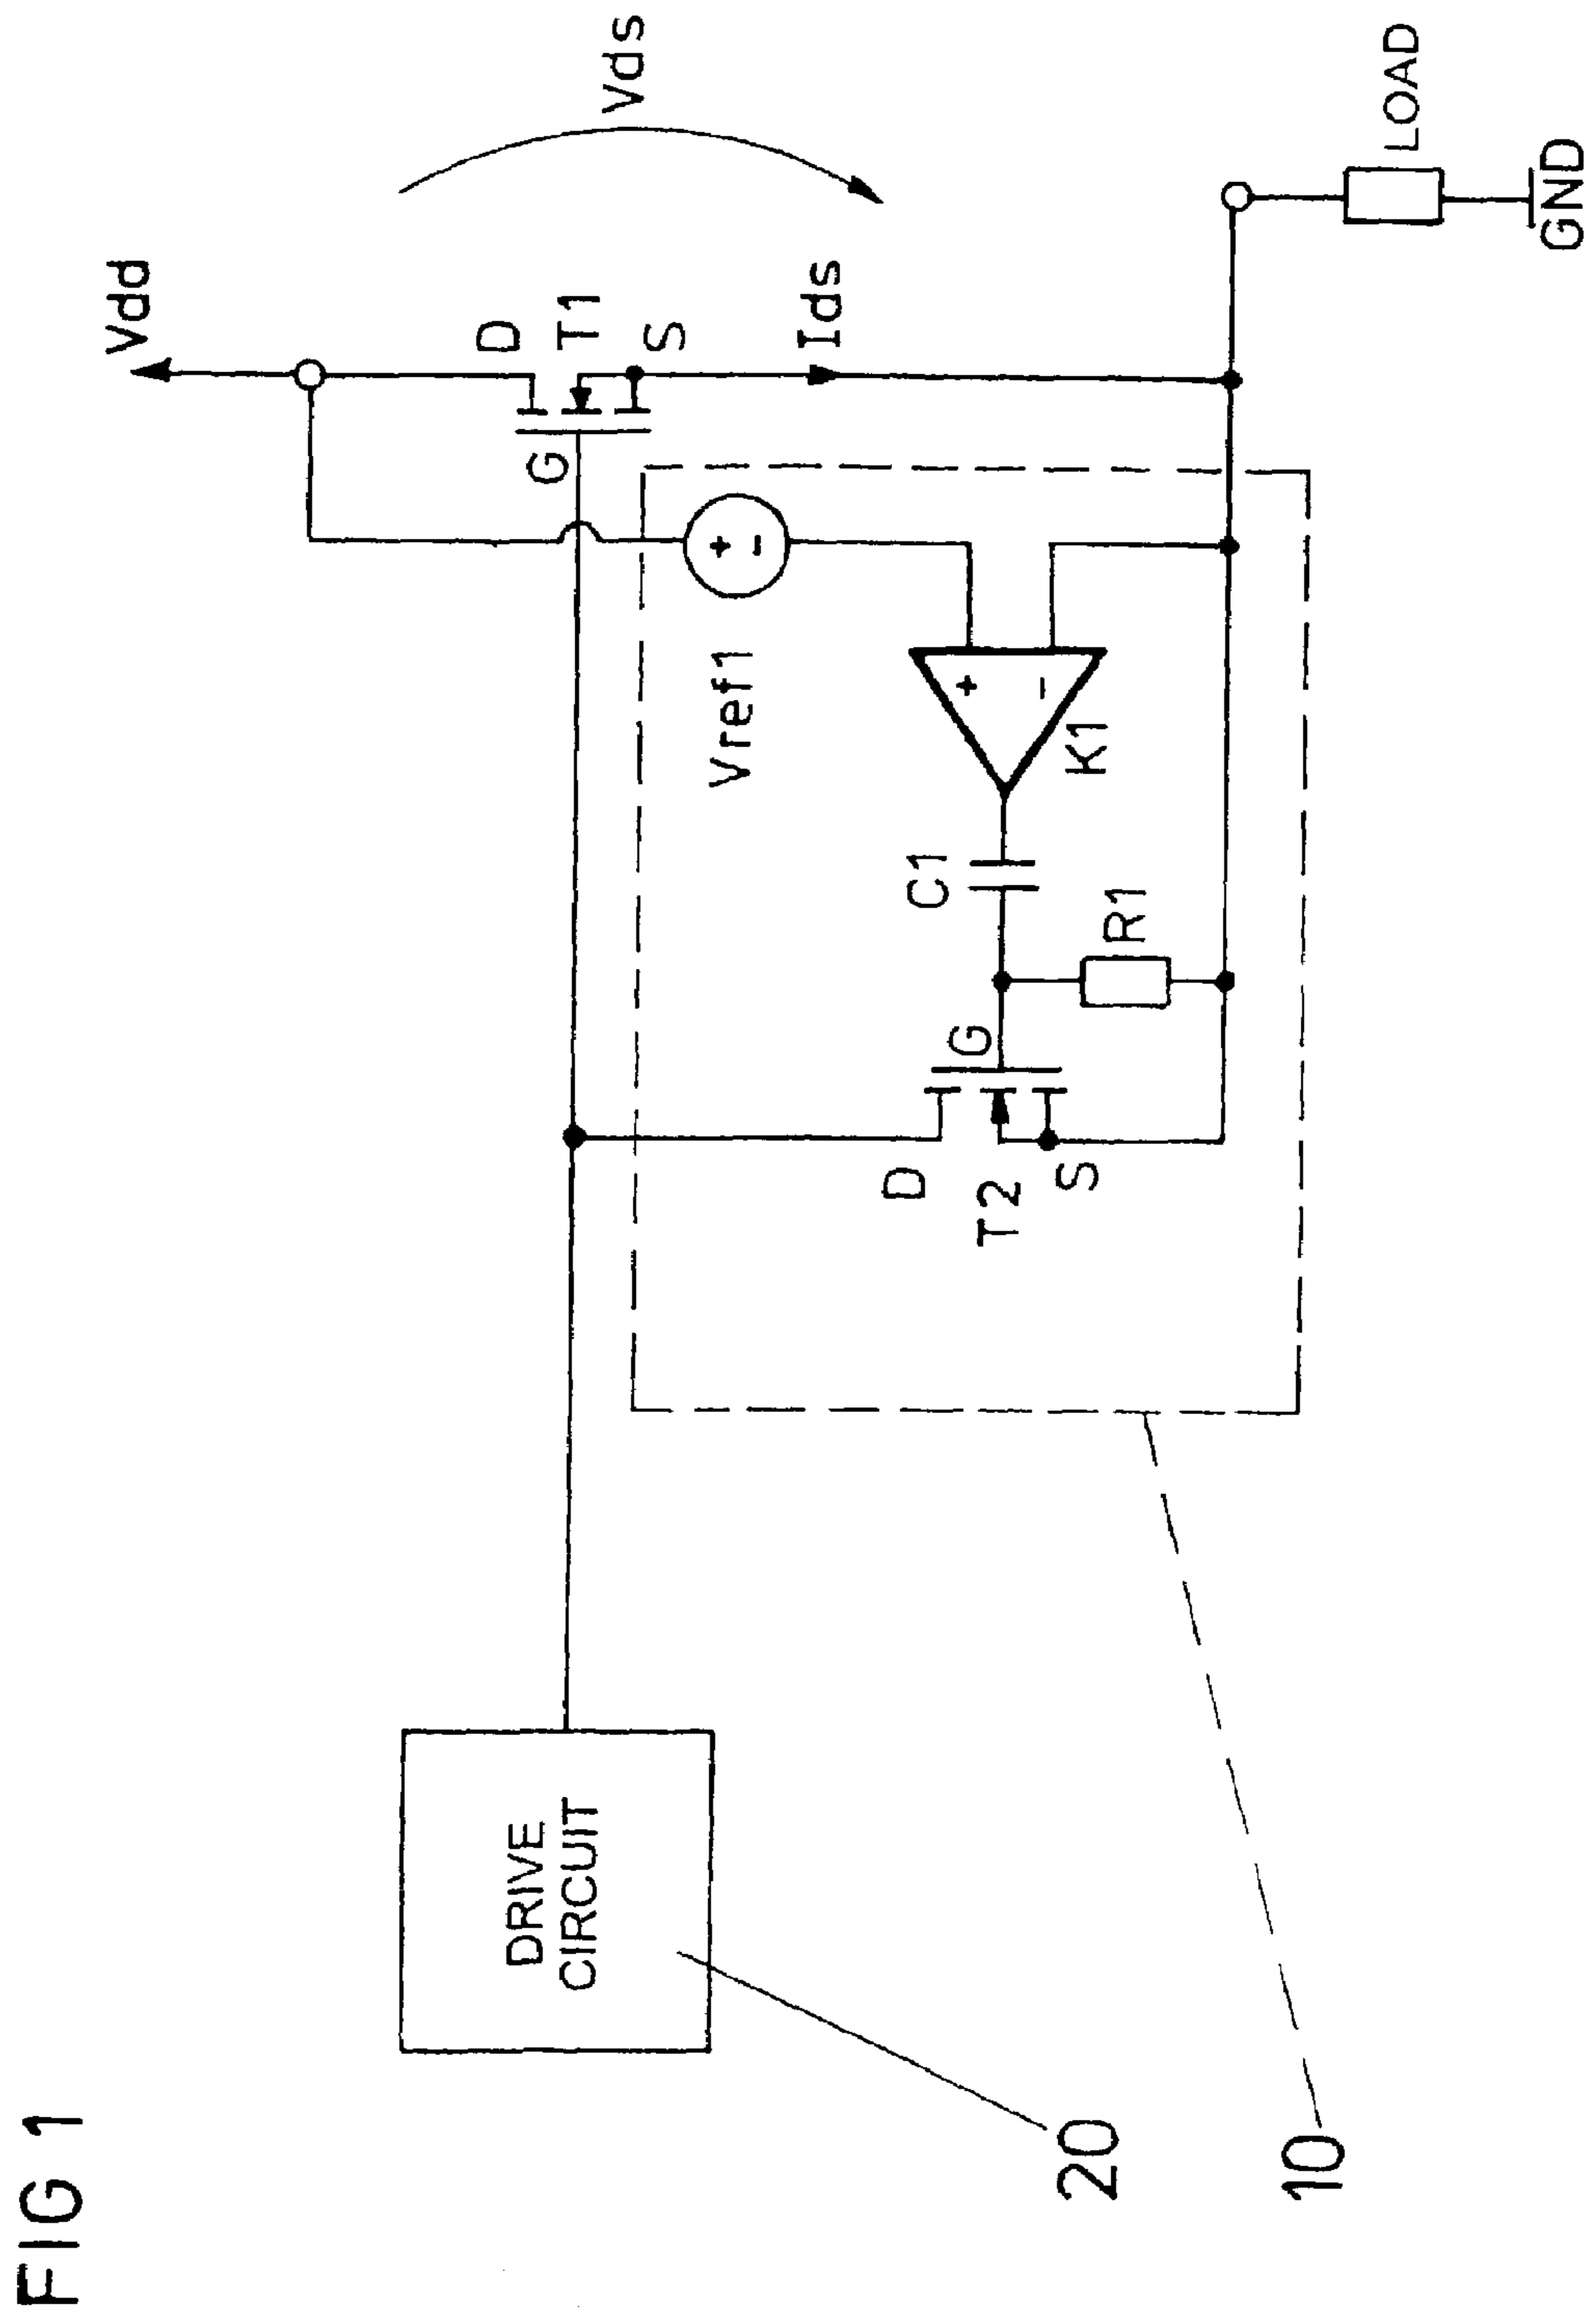 FIG 1
Vdd
D
T1
S
G
Vds
Ids
+
-
Vref1
+
-
K1
C1
R1
G
D
T2
S
LOAD
GND
DRIVE
CIRCUIT
20
10